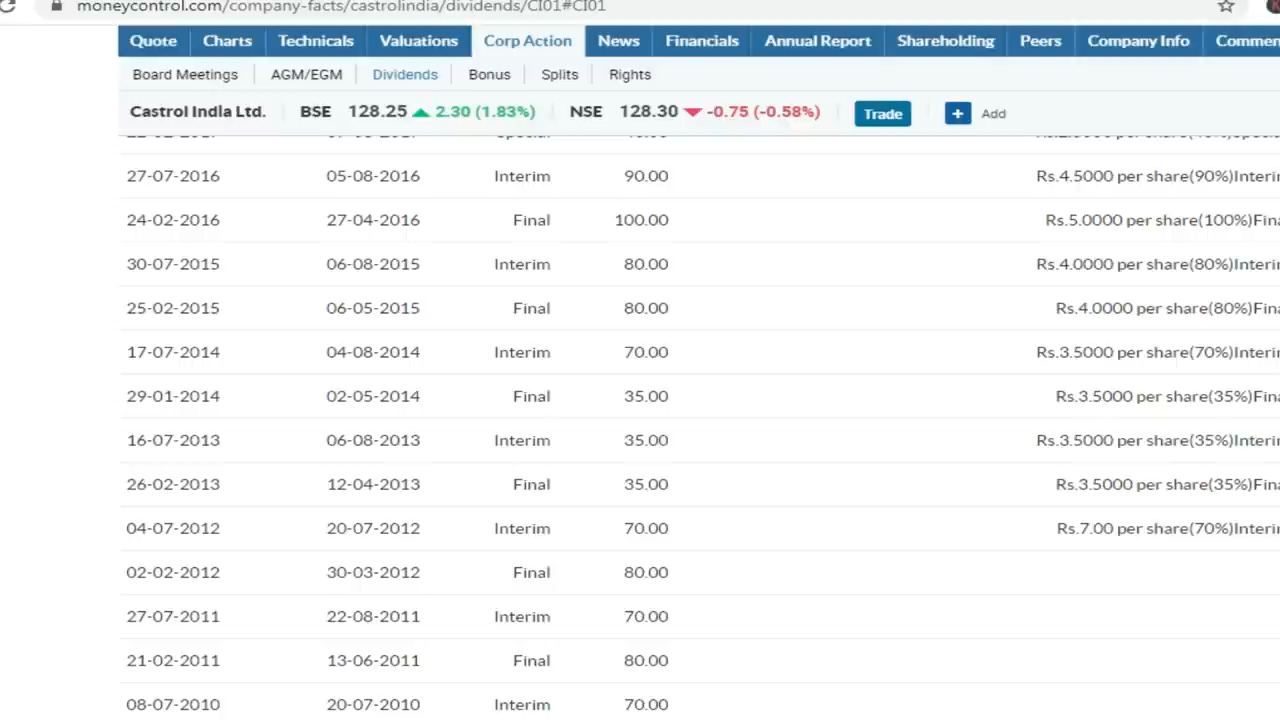 moneycontrol.com/company-facts/castrolindia/dividends/CI01#CI01
Quote Charts Technicals Valuations Corp Action News Financials Annual Report Shareholding Peers Company Info Commen
Board Meetings AGM/EGM Dividends Bonus Splits Rights
Castrol India Ltd. BSE 128.25 2.30 (1.83%) NSE 128.30 -0.75 (-0.58%) Trade + Add
27-07-2016 05-08-2016 Interim 90.00 Rs.4.5000 per share(90%)Interim
24-02-2016 27-04-2016 Final 100.00 Rs.5.0000 per share(100%)Fina
30-07-2015 06-08-2015 Interim 80.00 Rs.4.0000 per share(80%)Interim
25-02-2015 06-05-2015 Final 80.00 Rs.4.0000 per share(80%)Fina
17-07-2014 04-08-2014 Interim 70.00 Rs.3.5000 per share(70%)Interim
29-01-2014 02-05-2014 Final 35.00 Rs.3.5000 per share(35%)Fina
16-07-2013 06-08-2013 Interim 35.00 Rs.3.5000 per share(35%)Interim
26-02-2013 12-04-2013 Final 35.00 Rs.3.5000 per share(35%)Fina
04-07-2012 20-07-2012 Interim 70.00 Rs.7.00 per share(70%)Interim
02-02-2012 30-03-2012 Final 80.00
27-07-2011 22-08-2011 Interim 70.00
21-02-2011 13-06-2011 Final 80.00
08-07-2010 20-07-2010 Interim 70.00